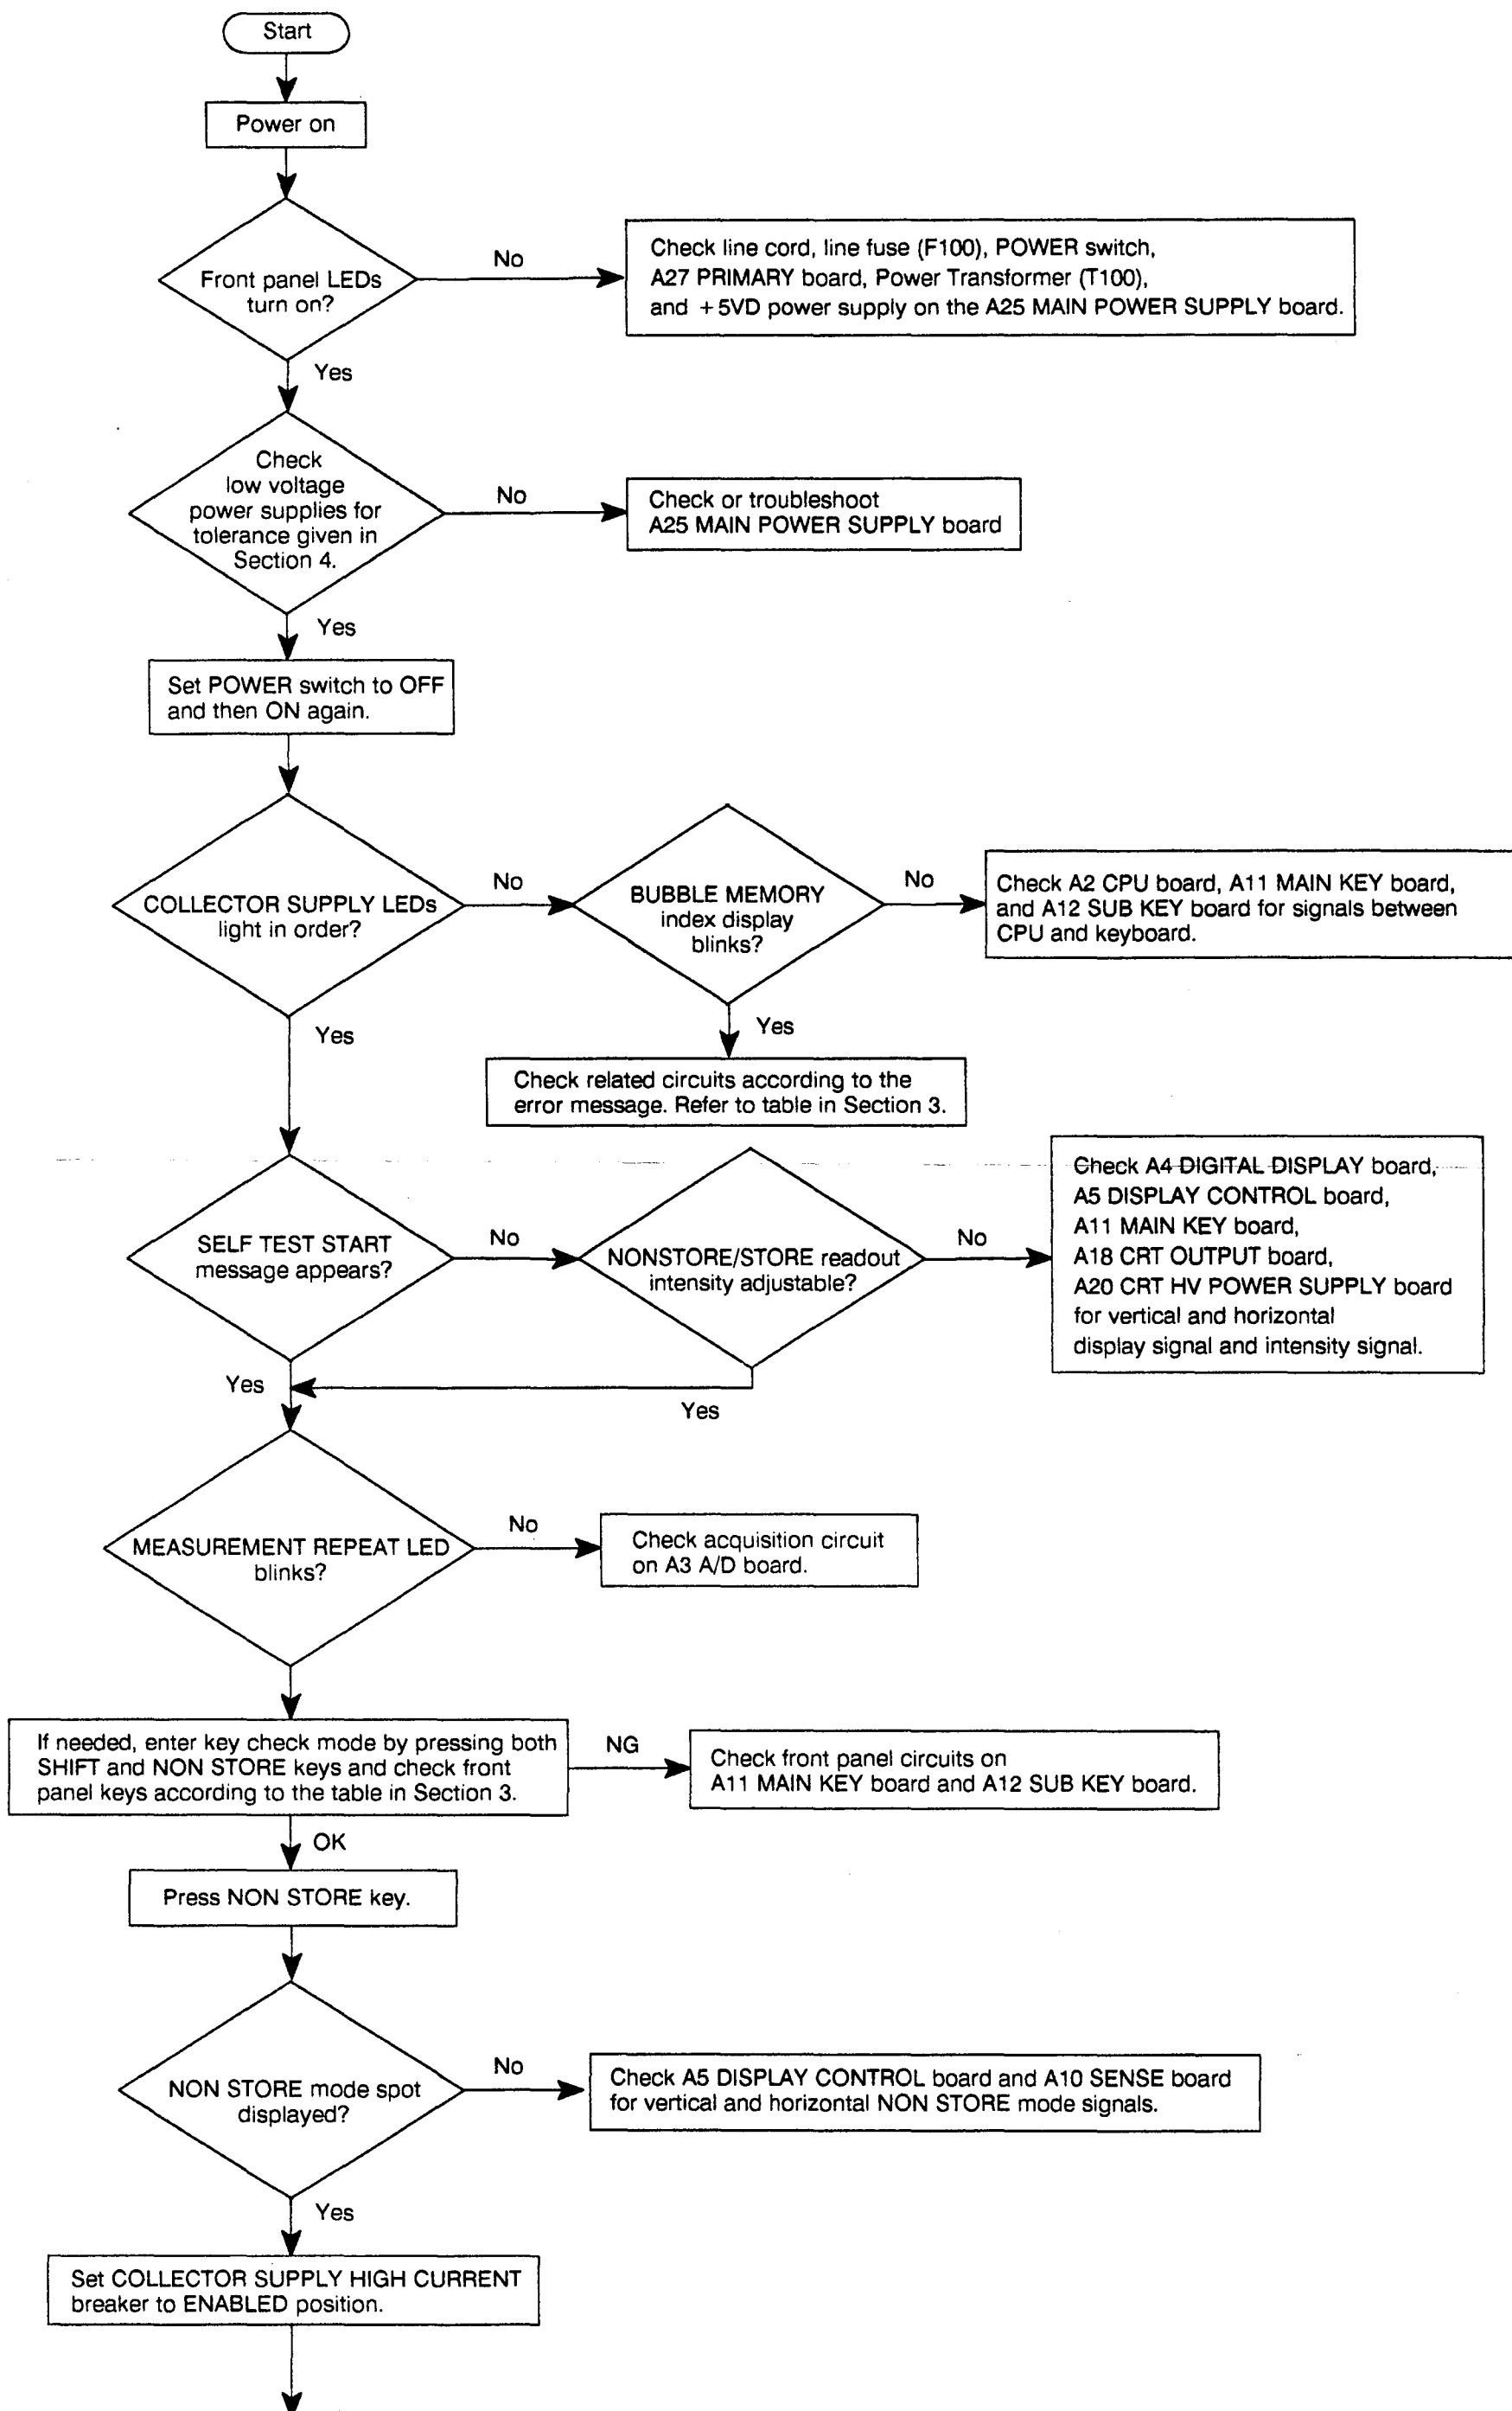 Start
Power on
Front panel LEDs
turn on?
No
Check line cord, line fuse (F100), POWER switch,
A27 PRIMARY board, Power Transformer (T100),
and +5VD power supply on the A25 MAIN POWER SUPPLY board.
Yes
Check
low voltage
power supplies for
tolerance given in
Section 4.
No
Check or troubleshoot
A25 MAIN POWER SUPPLY board
Yes
Set POWER switch to OFF
and then ON again.
COLLECTOR SUPPLY LEDs
light in order?
No
BUBBLE MEMORY
index display
blinks?
No
Check A2 CPU board, A11 MAIN KEY board,
and A12 SUB KEY board for signals between
CPU and keyboard.
Yes
Yes
Check related circuits according to the
error message. Refer to table in Section 3.
SELF TEST START
message appears?
No
NONSTORE/STORE readout
intensity adjustable?
No
Check A4 DIGITAL DISPLAY board,
A5 DISPLAY CONTROL board,
A11 MAIN KEY board,
A18 CRT OUTPUT board,
A20 CRT HV POWER SUPPLY board
for vertical and horizontal
display signal and intensity signal.
Yes
Yes
MEASUREMENT REPEAT LED
blinks?
No
Check acquisition circuit
on A3 A/D board.
If needed, enter key check mode by pressing both
SHIFT and NON STORE keys and check front
panel keys according to the table in Section 3.
NG
Check front panel circuits on
A11 MAIN KEY board and A12 SUB KEY board.
OK
Press NON STORE key.
NON STORE mode spot
displayed?
No
Check A5 DISPLAY CONTROL board and A10 SENSE board
for vertical and horizontal NON STORE mode signals.
Yes
Set COLLECTOR SUPPLY HIGH CURRENT
breaker to ENABLED position.